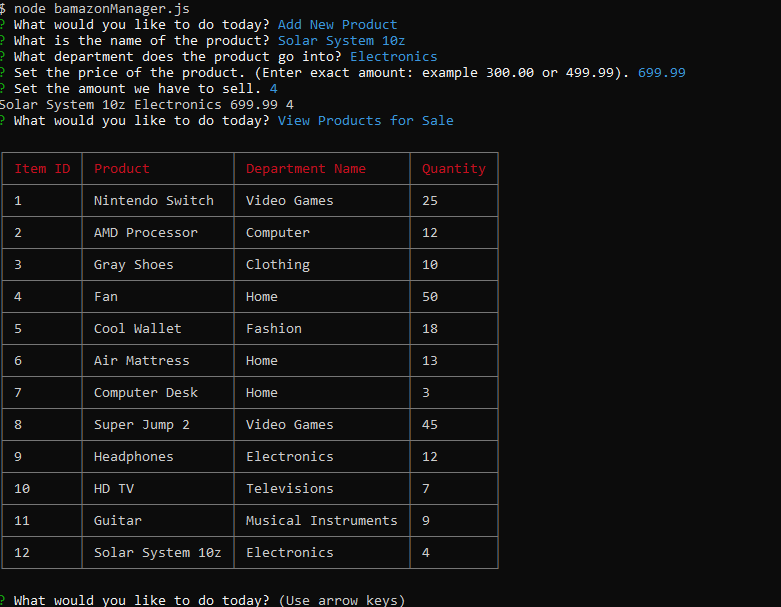 $ node bamazonManager.js
? What would you like to do today? Add New Product
? What is the name of the product? Solar System 10z
? What department does the product go into? Electronics
? Set the price of the product. (Enter exact amount: example 300.00 or 499.99). 699.99
? Set the amount we have to sell. 4
Solar System 10z Electronics 699.99 4
? What would you like to do today? View Products for Sale
Item ID Product Department Name Quantity
1 Nintendo Switch Video Games 25
2 AMD Processor Computer 12
3 Gray Shoes Clothing 10
4 Fan Home 50
5 Cool Wallet Fashion 18
6 Air Mattress Home 13
7 Computer Desk Home 3
8 Super Jump 2 Video Games 45
9 Headphones Electronics 12
10 HD TV Televisions 7
11 Guitar Musical Instruments 9
12 Solar System 10z Electronics 4
? What would you like to do today? (Use arrow keys)